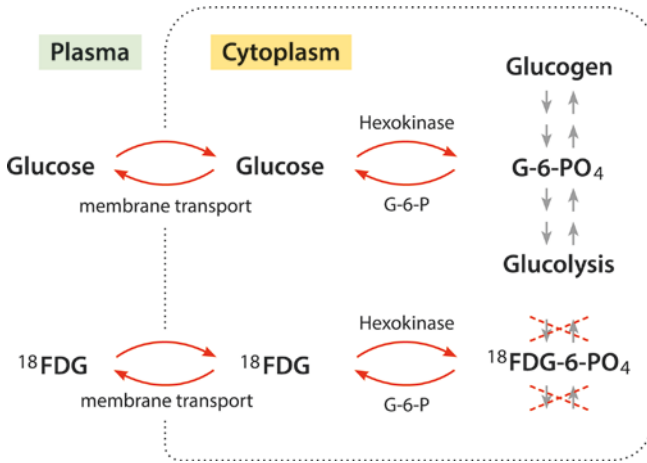 Plasma
Cytoplasm
Glucogen
Hexokinase
Glucose
Glucose
G-6-PO₄
membrane transport
G-6-P
Glucolysis
Hexokinase
¹⁸FDG
¹⁸FDG
¹⁸FDG-6-PO₄
membrane transport
G-6-P